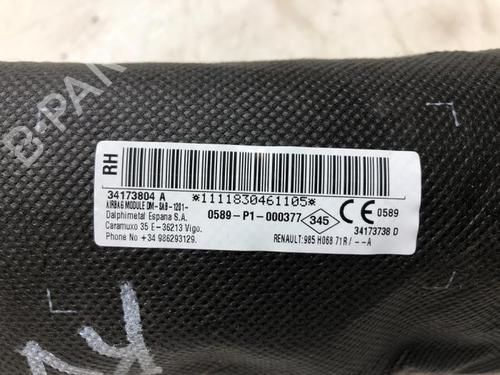 B-PARTS
RH
34173804 A
*1111830461105*
AIRBAG MODULE DM-SAB-1201-
Dalphimetal Espana S.A.
Caramuxo 35 E-36213 Vigo.
Phone No +34 986293129.
0589-P1-000377
345
CE 0589
34173738 D
RENAULT:985 H068 71R/--A